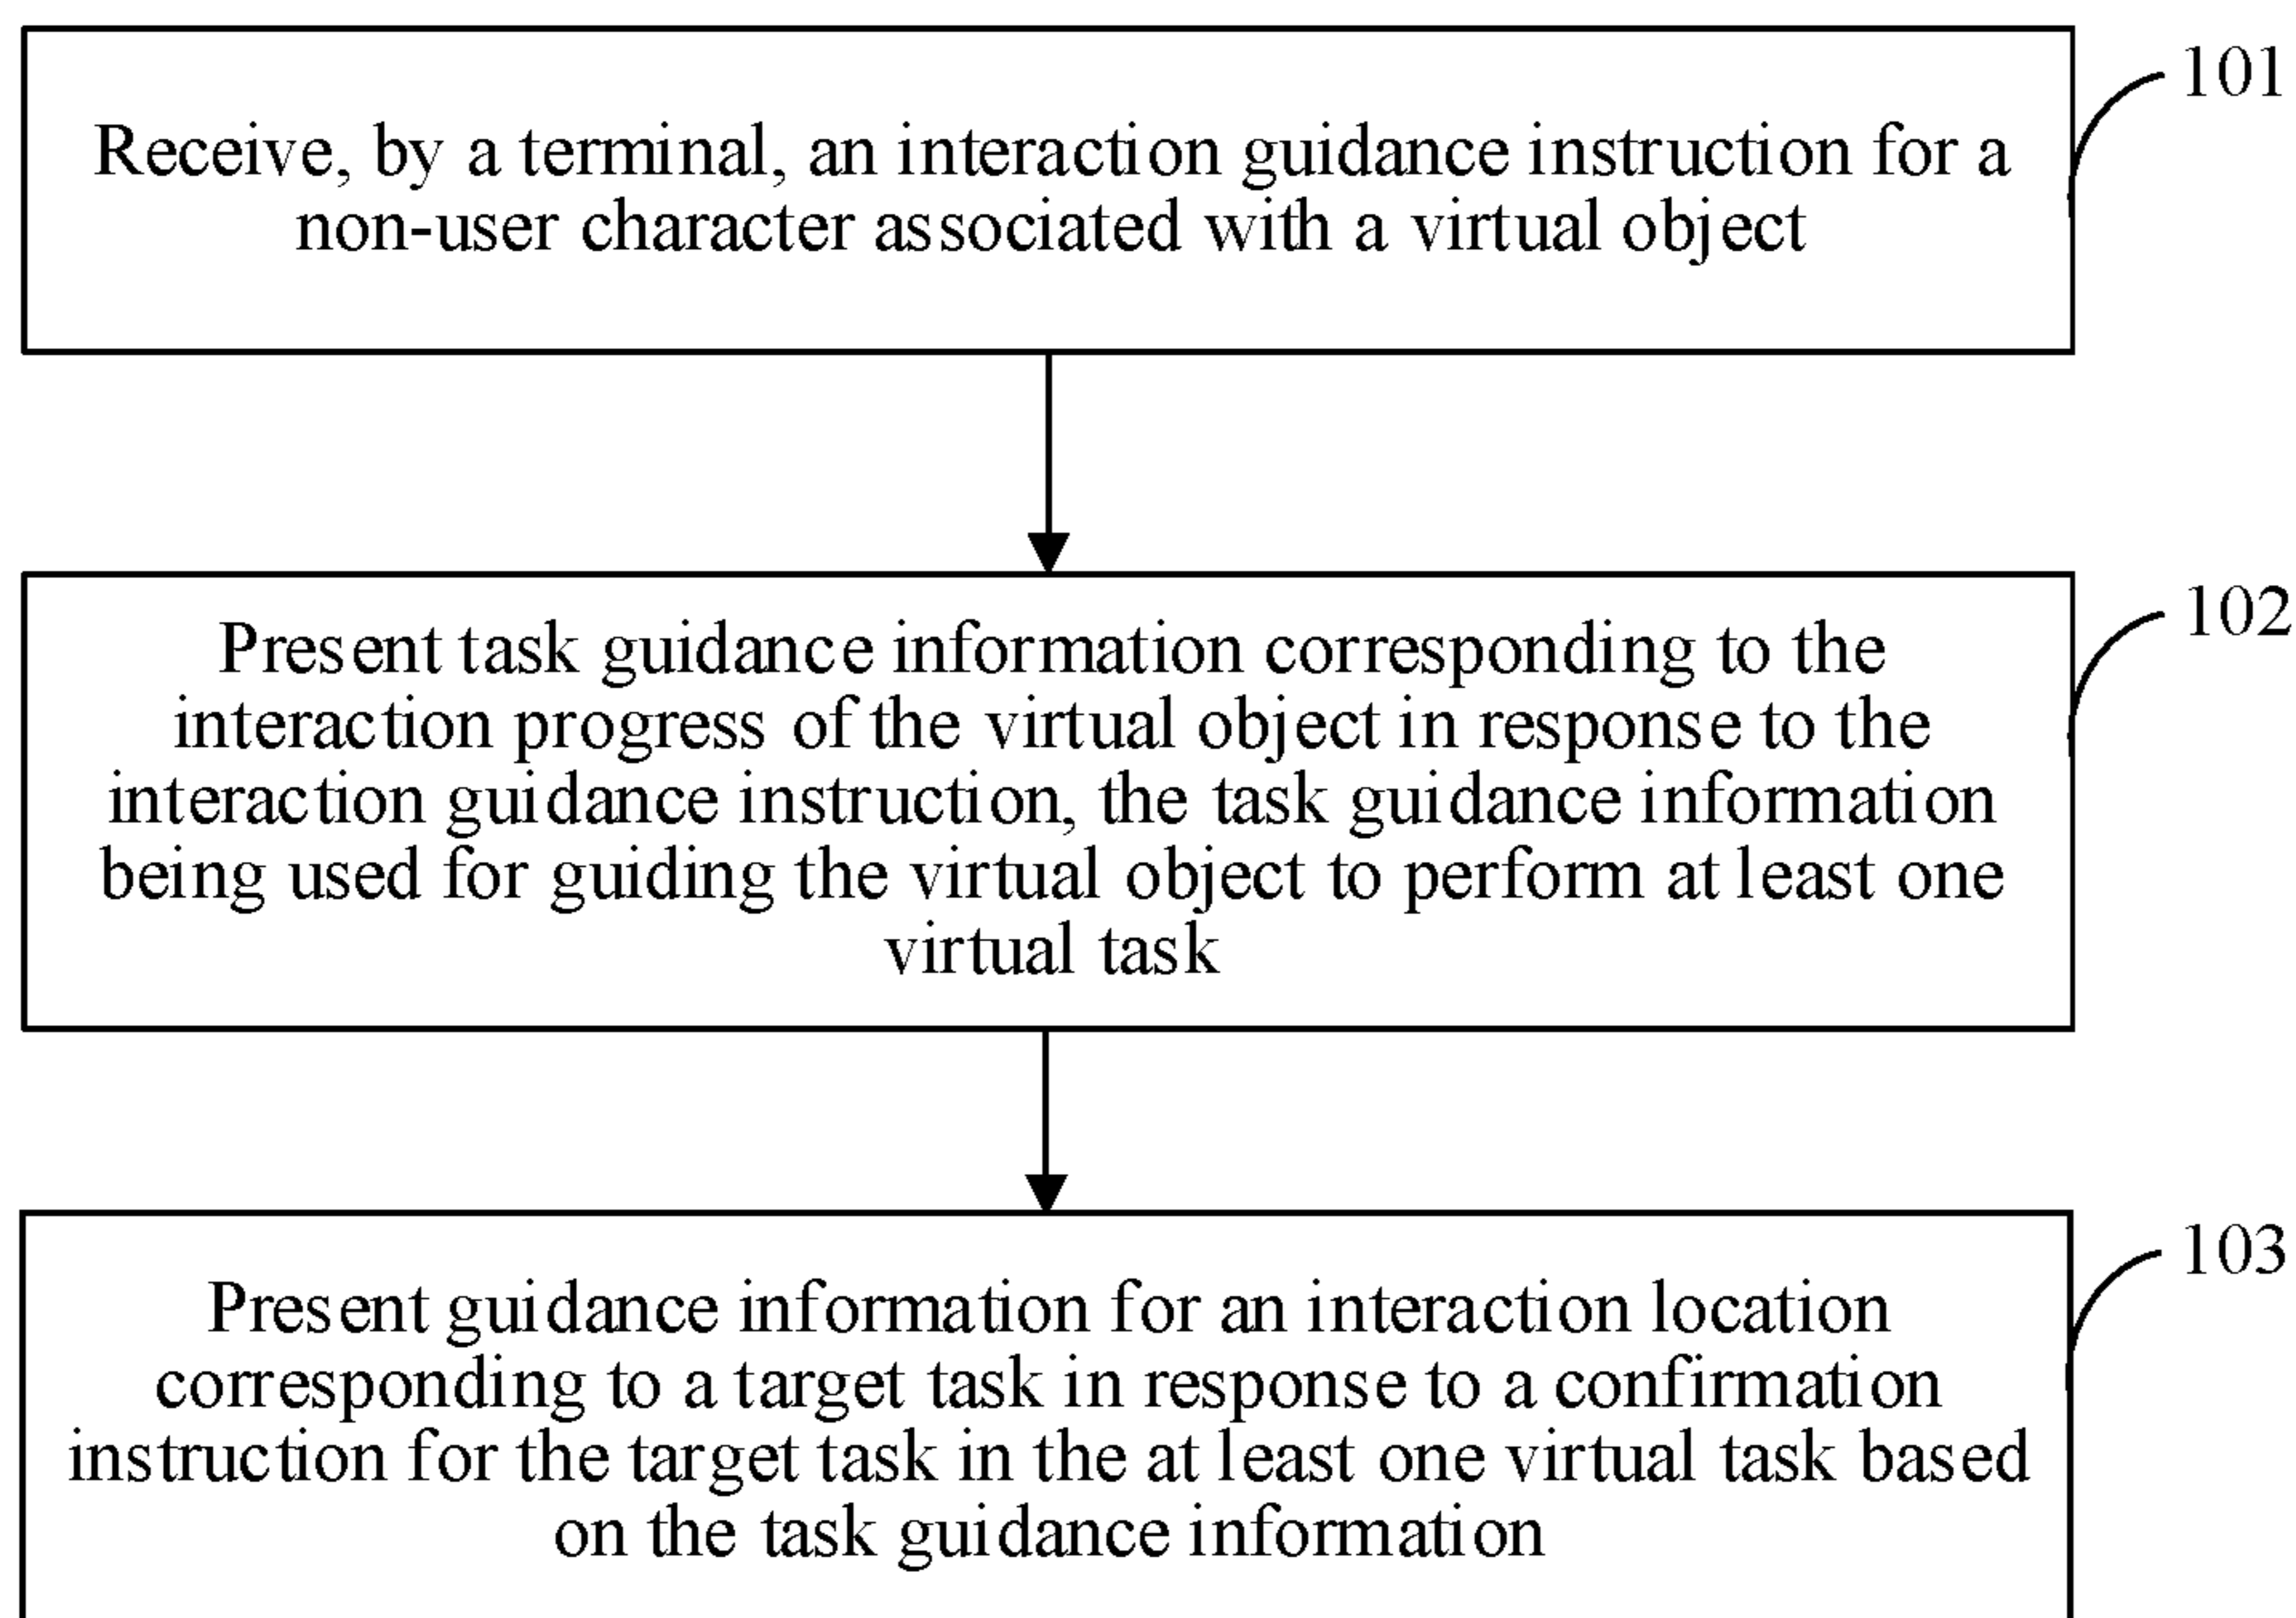 101
Receive, by a terminal, an interaction guidance instruction for a
non-user character associated with a virtual object
102
Present task guidance information corresponding to the
interaction progress of the virtual object in response to the
interaction guidance instruction, the task guidance information
being used for guiding the virtual object to perform at least one
virtual task
103
Present guidance information for an interaction location
corresponding to a target task in response to a confirmation
instruction for the target task in the at least one virtual task based
on the task guidance information